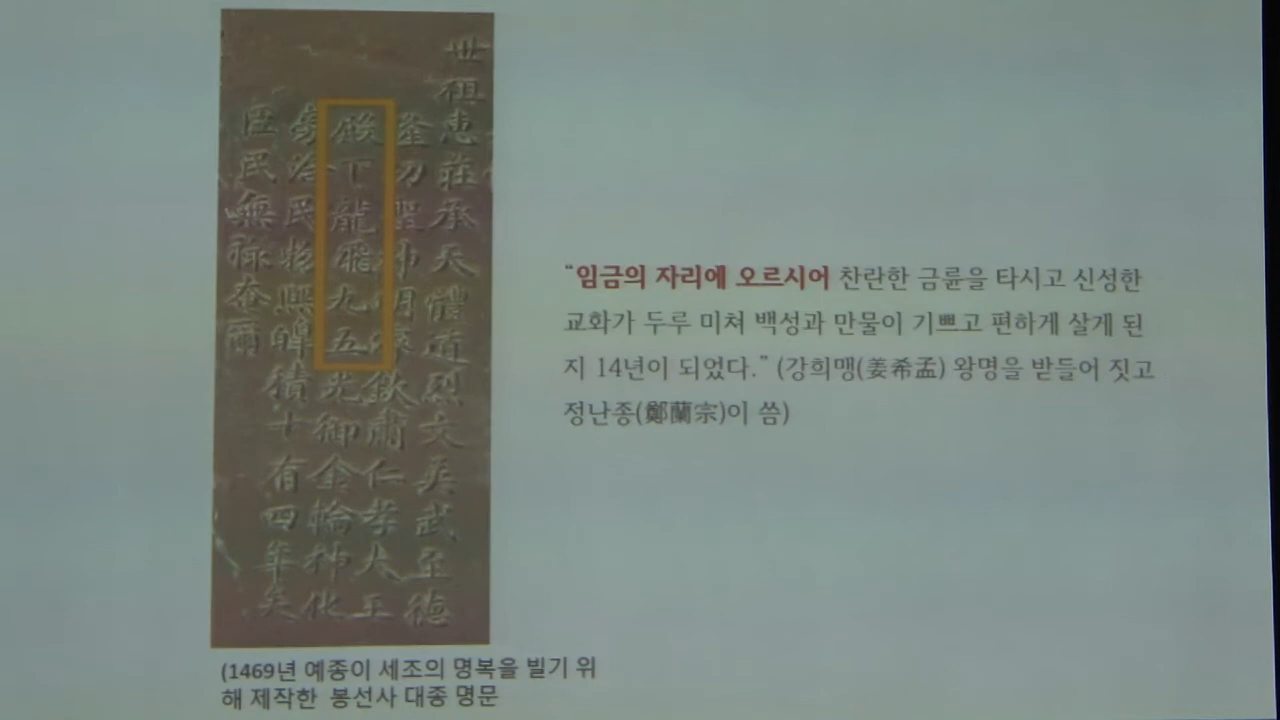 世祖惠莊承天體道烈文英武至德
隆功聖神明睿欽肅仁孝大王
殿下龍飛九五光御金輪神化
旁洽民物熙皥積十有四年矣
臣民無祿奄爾
“임금의 자리에 오르시어 찬란한 금륜을 타시고 신성한
교화가 두루 미쳐 백성과 만물이 기쁘고 편하게 살게 된
지 14년이 되었다.” (강희맹(姜希孟) 왕명을 받들어 짓고
정난종(鄭蘭宗)이 씀)
(1469년 예종이 세조의 명복을 빌기 위
해 제작한 봉선사 대종 명문